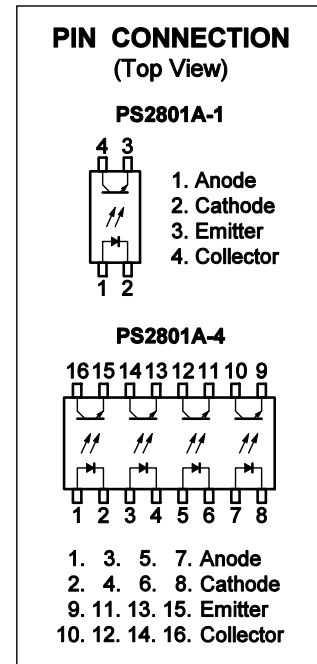 PIN CONNECTION
(Top View)
PS2801A-1
4 3
1. Anode
2. Cathode
3. Emitter
4. Collector
1 2
PS2801A-4
16 15 14 13 12 11 10 9
1 2 3 4 5 6 7 8
1. 3. 5. 7. Anode
2. 4. 6. 8. Cathode
9. 11. 13. 15. Emitter
10. 12. 14. 16. Collector